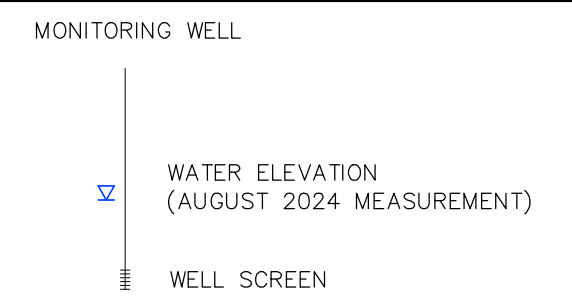 MONITORING WELL
WATER ELEVATION
(AUGUST 2024 MEASUREMENT)
WELL SCREEN